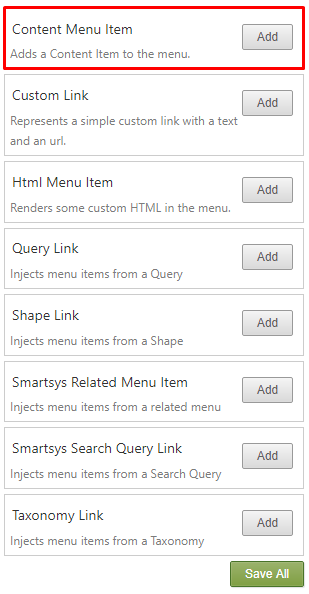 Content Menu Item
Add
Adds a Content Item to the menu.
Custom Link
Add
Represents a simple custom link with a text
and an url.
Html Menu Item
Add
Renders some custom HTML in the menu.
Query Link
Add
Injects menu items from a Query
Shape Link
Add
Injects menu items from a Shape
Smartsys Related Menu Item
Add
Injects menu items from a related menu
Smartsys Search Query Link
Add
Injects menu items from a Search Query
Taxonomy Link
Add
Injects menu items from a Taxonomy
Save All